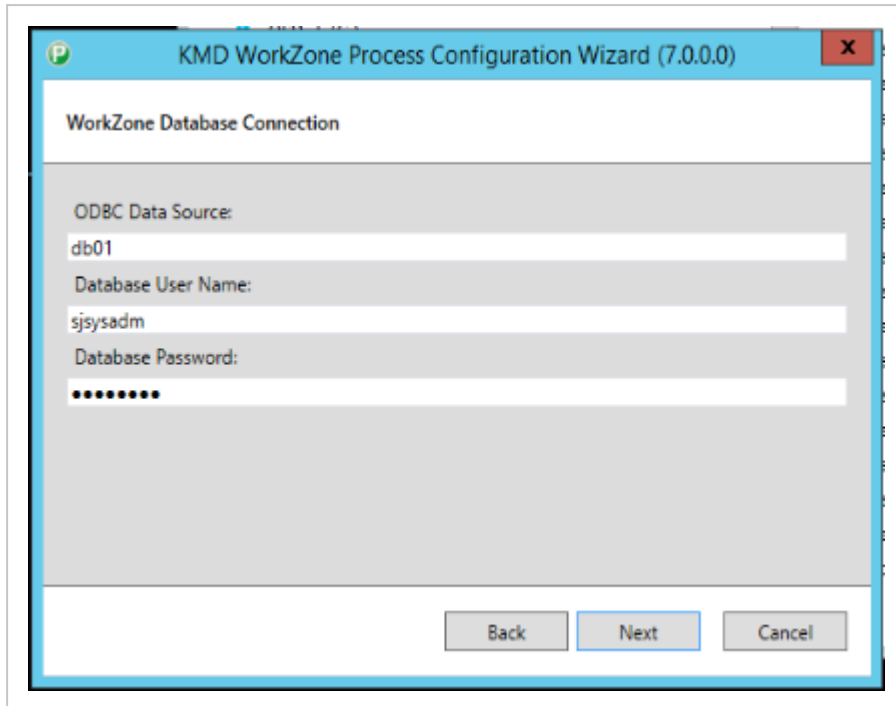 KMD WorkZone Process Configuration Wizard (7.0.0.0)
x
WorkZone Database Connection
ODBC Data Source:
db01
Database User Name:
sjsysadm
Database Password:
••••••••
Back
Next
Cancel